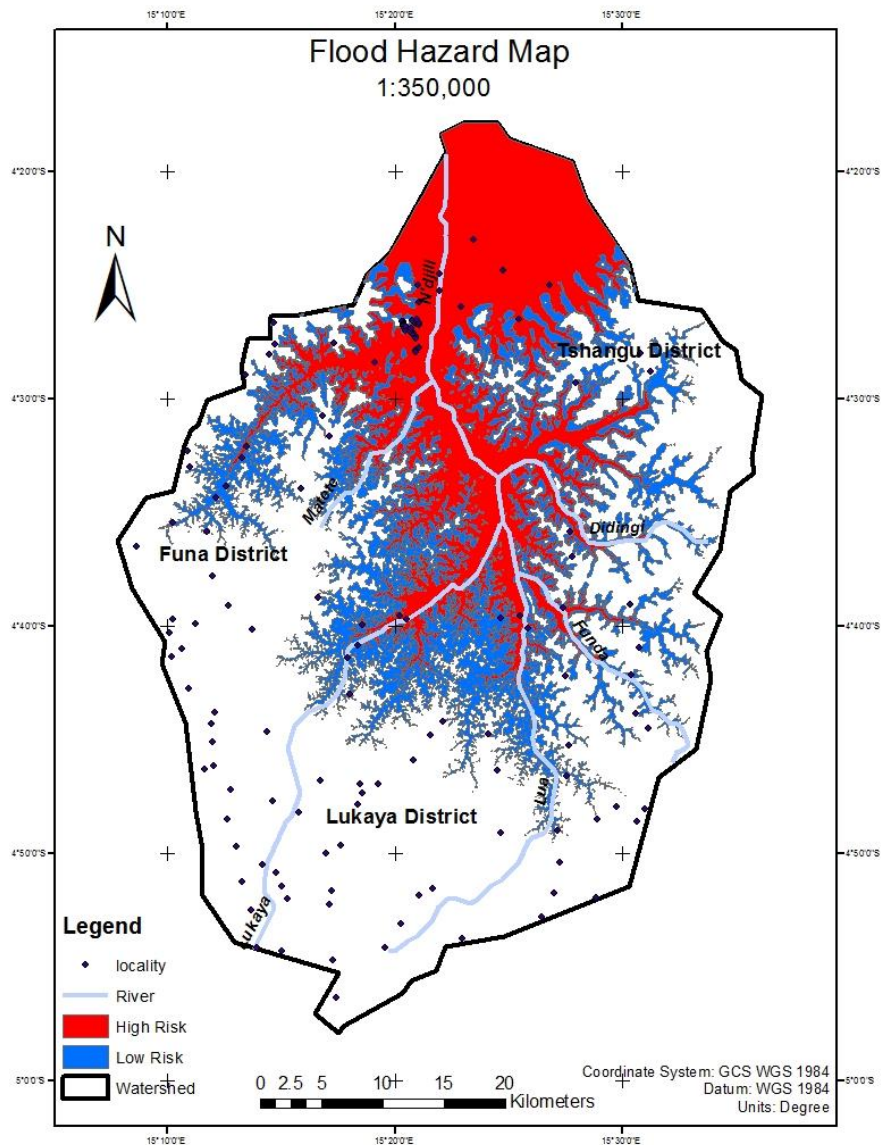 15°10'0"E 15°20'0"E 15°30'0"E
Flood Hazard Map
1:350,000
4°20'0"S 4°20'0"S
N
N'djili
Tshangu District
4°30'0"S 4°30'0"S
Matete
Didingi
Funa District
4°40'0"S 4°40'0"S
Funda
Lua
Lukaya District
4°50'0"S 4°50'0"S
Lukaya
Legend
locality
River
High Risk
Low Risk
Watershed
0 2.5 5 10 15 20
Kilometers
Coordinate System: GCS WGS 1984
Datum: WGS 1984
Units: Degree
5°00'0"S 5°00'0"S
15°10'0"E 15°20'0"E 15°30'0"E